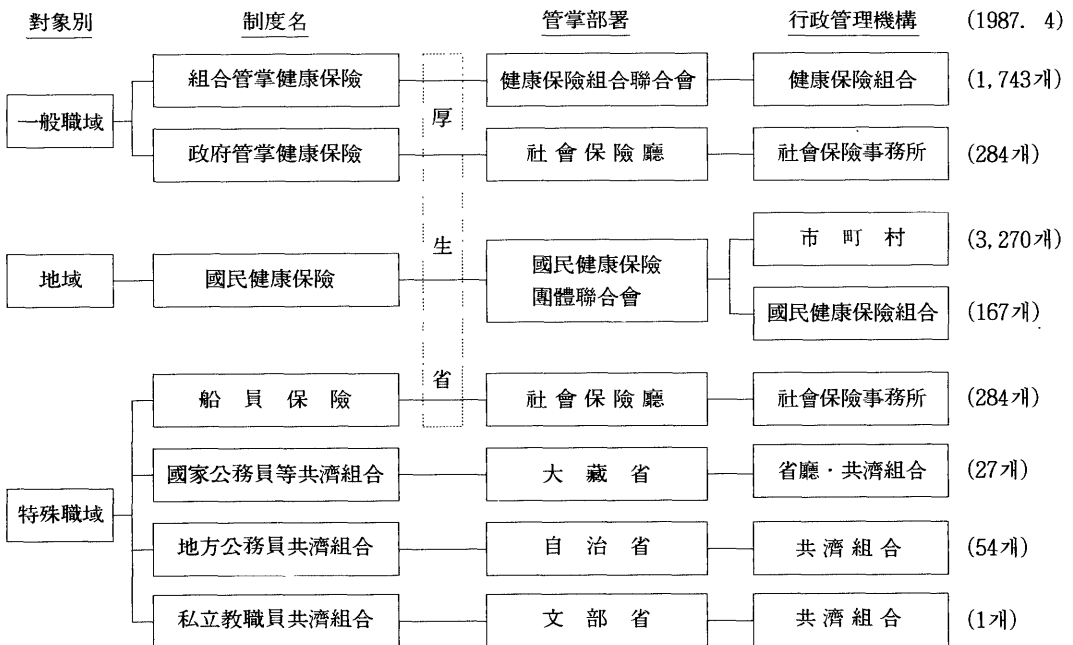 對象別 制度名 管掌部署 行政管理機構 (1987. 4)
組合管掌健康保險 健康保險組合聯合會 健康保險組合 (1,743개)
一般職域 厚
政府管掌健康保險 社會保險廳 社會保險事務所 (284개)
市町村 (3,270개)
生
地域 國民健康保險 國民健康保險
團體聯合會
國民健康保險組合 (167개)
省
船員保險 社會保險廳 社會保險事務所 (284개)
國家公務員等共濟組合 大藏省 省廳·共濟組合 (27개)
特殊職域
地方公務員共濟組合 自治省 共濟組合 (54개)
私立敎職員共濟組合 文部省 共濟組合 (1개)